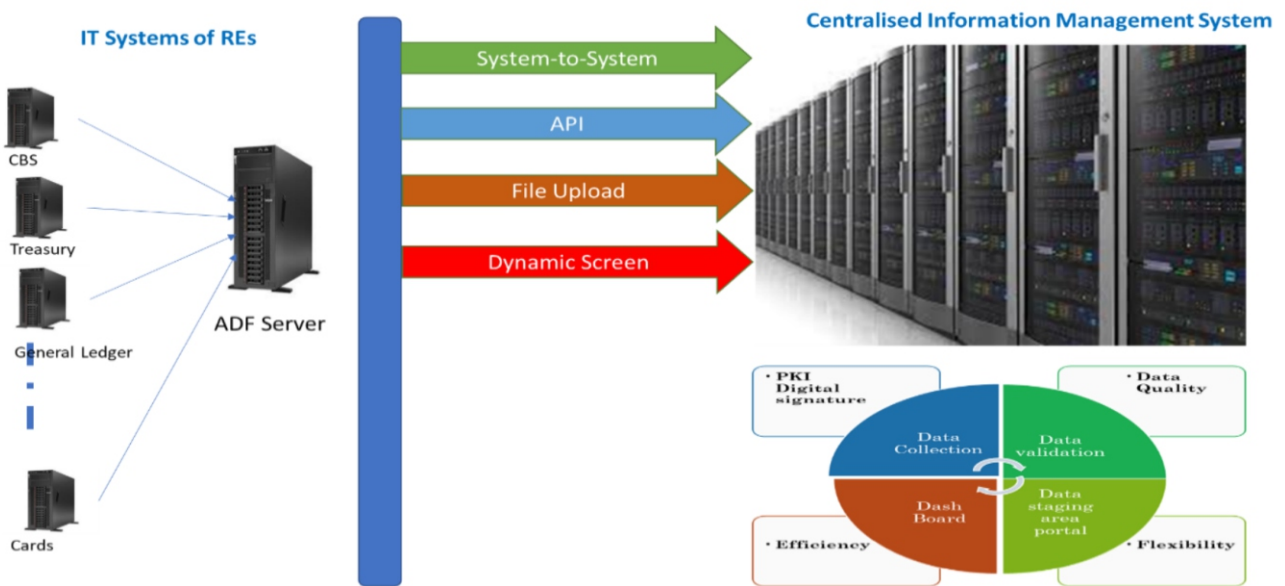 IT Systems of REs
CBS
Treasury
General Ledger
Cards
ADF Server
System-to-System
API
File Upload
Dynamic Screen
Centralised Information Management System
• PKI
Digital
signature
• Data
Quality
Data
Collection
Data
validation
Dash
Board
Data
staging
area
portal
• Efficiency
• Flexibility